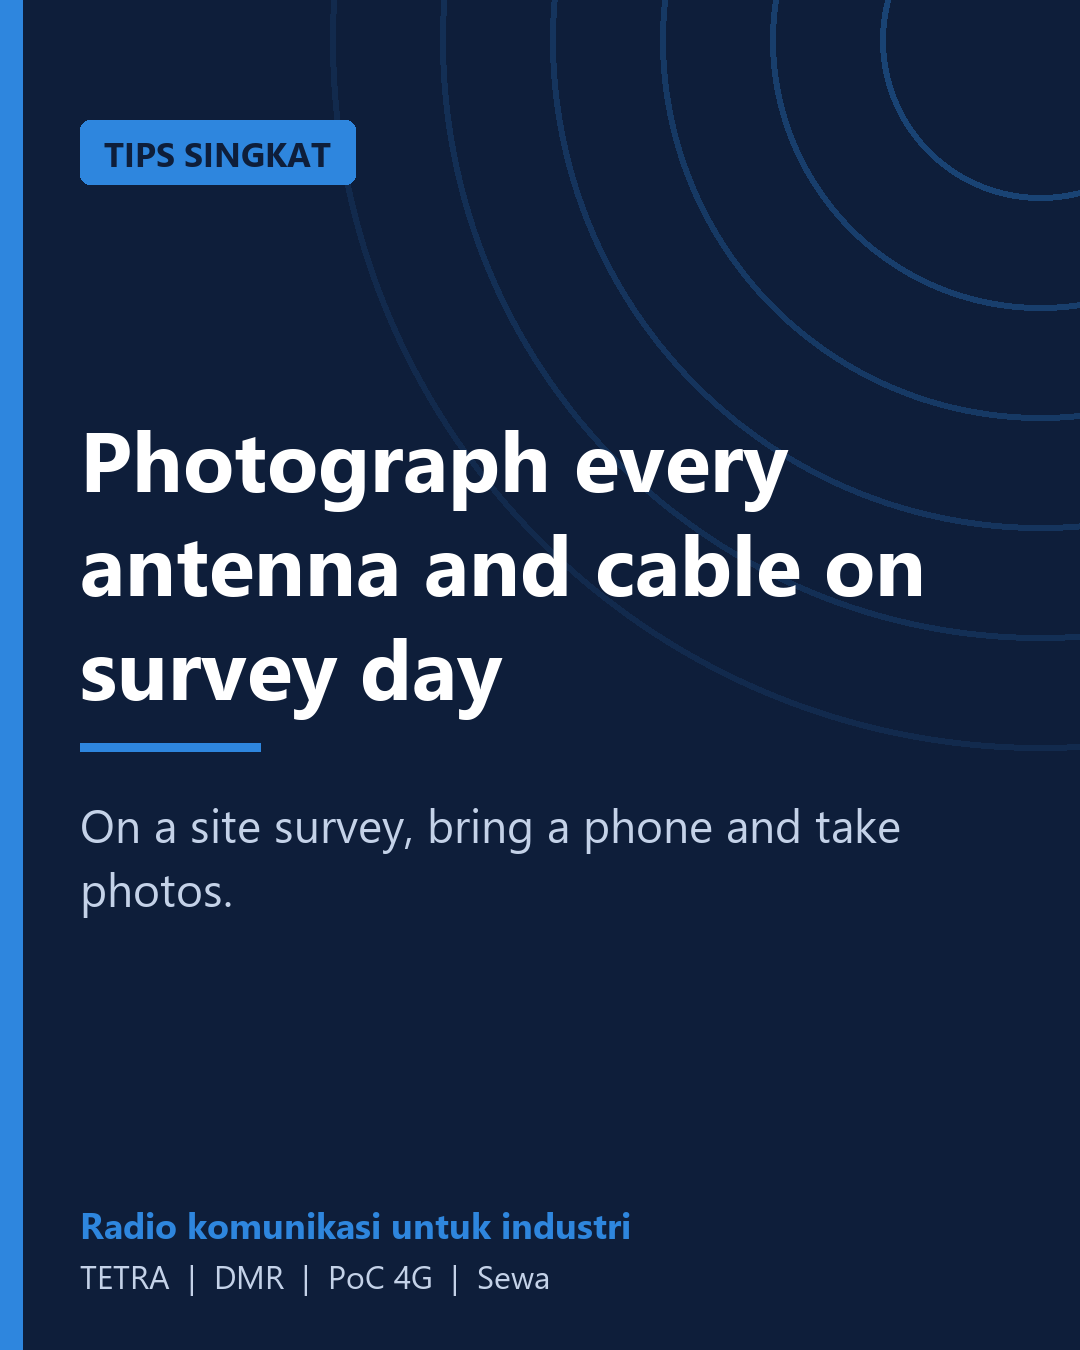 TIPS SINGKAT
Photograph every
antenna and cable on
survey day
On a site survey, bring a phone and take
photos.
Radio komunikasi untuk industri
TETRA | DMR | PoC 4G | Sewa